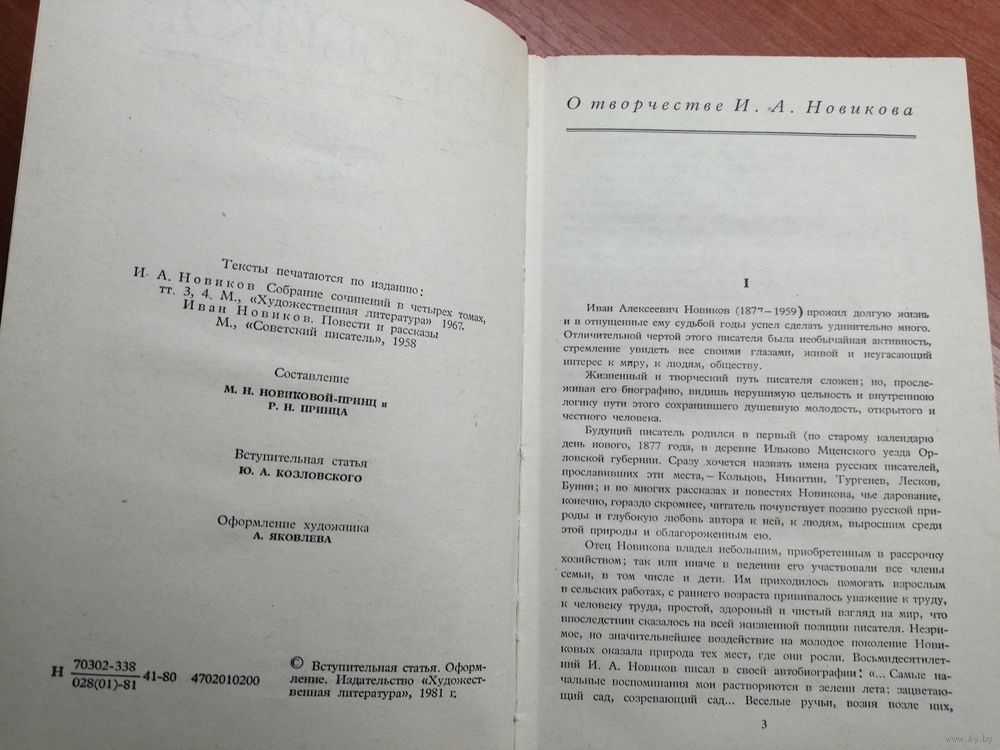 Тексты печатаются по изданию:
И. А. Новиков Собрание сочинений в четырех томах,
тт. 3, 4. М., «Художественная литература» 1967.
Иван Новиков. Повести и рассказы
М., «Советский писатель», 1958
Составление
М. Н. НОВИКОВОЙ-ПРИНЦ и
Р. Н. ПРИНЦА
Вступительная статья
Ю. А. КОЗЛОВСКОГО
Оформление художника
А. ЯКОВЛЕВА
Н 70302-338
028(01)-81 41-80 4702010200
© Вступительная статья. Оформ-
ление. Издательство «Художест-
венная литература», 1981 г.
О творчестве И. А. Новикова
I
Иван Алексеевич Новиков (1877—1959) прожил долгую жизнь
и в отпущенные ему судьбой годы успел сделать удивительно много.
Отличительной чертой этого писателя была необычайная активность,
стремление увидеть все своими глазами, живой и неугасающий
интерес к миру, к людям, обществу.
Жизненный и творческий путь писателя сложен; но, просле-
живая его биографию, видишь нерушимую цельность и внутреннюю
логику пути этого сохранившего душевную молодость, открытого и
честного человека.
Будущий писатель родился в первый (по старому календарю
день нового, 1877 года, в деревне Ильково Мценского уезда Ор-
ловской губернии. Сразу хочется назвать имена русских писателей,
прославивших эти места,— Кольцов, Никитин, Тургенев, Лесков,
Бунин; и во многих рассказах и повестях Новикова, чье дарование,
конечно, гораздо скромнее, читатель почувствует поэзию русской при-
роды и глубокую любовь автора к ней, к людям, выросшим среди
этой природы и облагороженным ею.
Отец Новикова владел небольшим, приобретенным в рассрочку
хозяйством; так или иначе в ведении его участвовали все члены
семьи, в том числе и дети. Им приходилось помогать взрослым
в сельских работах, с раннего возраста прививалось уважение к труду,
к человеку труда, простой, здоровый и чистый взгляд на мир, что
впоследствии сказалось на всей жизненной позиции писателя. Незри-
мое, но значительнейшее воздействие на молодое поколение Нови-
ковых оказала природа тех мест, где они росли. Восьмидесятилет-
ний И. А. Новиков писал в своей автобиографии: «... Самые на-
чальные воспоминания мои растворяются в зелени лета: зацветаю-
щий сад, созревающий сад... Веселые ручьи, возня возле них,
3
www.ay.by